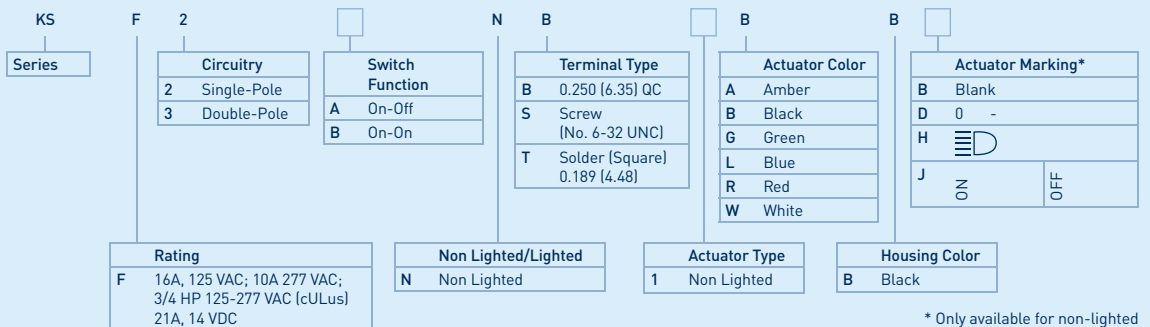 KS F 2 N B B B
Series
Circuitry
2 Single-Pole
3 Double-Pole
Switch
Function
A On-Off
B On-On
Terminal Type
B 0.250 (6.35) QC
S Screw
(No. 6-32 UNC)
T Solder (Square)
0.189 (4.48)
Actuator Color
A Amber
B Black
G Green
L Blue
R Red
W White
Actuator Marking*
B Blank
D 0 -
H
J ON OFF
Rating
F 16A, 125 VAC; 10A 277 VAC;
3/4 HP 125-277 VAC (cULus)
21A, 14 VDC
Non Lighted/Lighted
N Non Lighted
Actuator Type
1 Non Lighted
Housing Color
B Black
* Only available for non-lighted